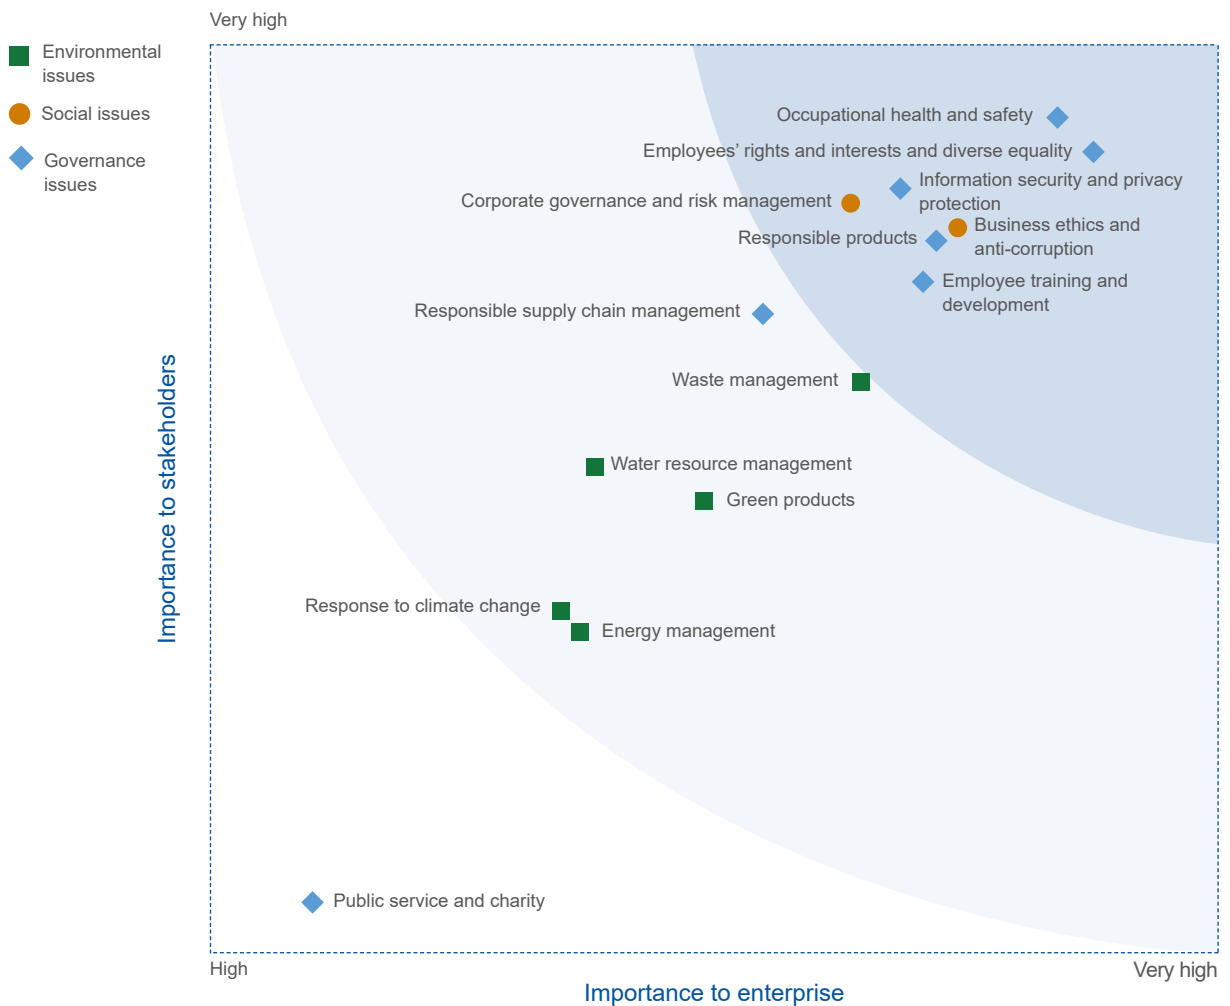 Very high
Environmental
issues
Social issues
Governance
issues
Occupational health and safety
Employees’ rights and interests and diverse equality
Information security and privacy
protection
Corporate governance and risk management
Business ethics and
anti-corruption
Responsible products
Employee training and
development
Responsible supply chain management
Waste management
Water resource management
Green products
Response to climate change
Energy management
Public service and charity
Importance to stakeholders
High
Very high
Importance to enterprise